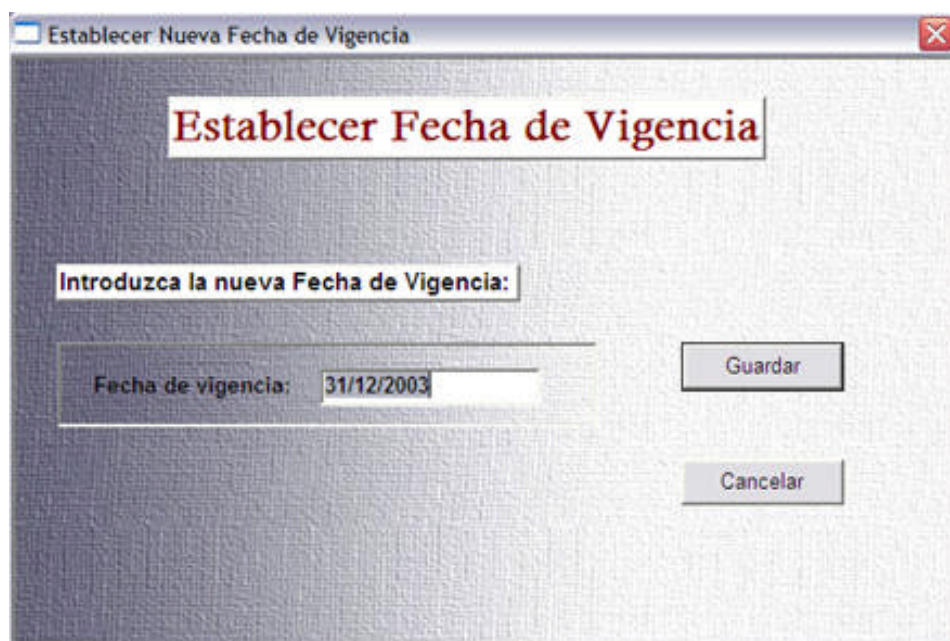 Establecer Nueva Fecha de Vigencia
Establecer Fecha de Vigencia
Introduzca la nueva Fecha de Vigencia:
Fecha de vigencia: 31/12/2003
Guardar
Cancelar